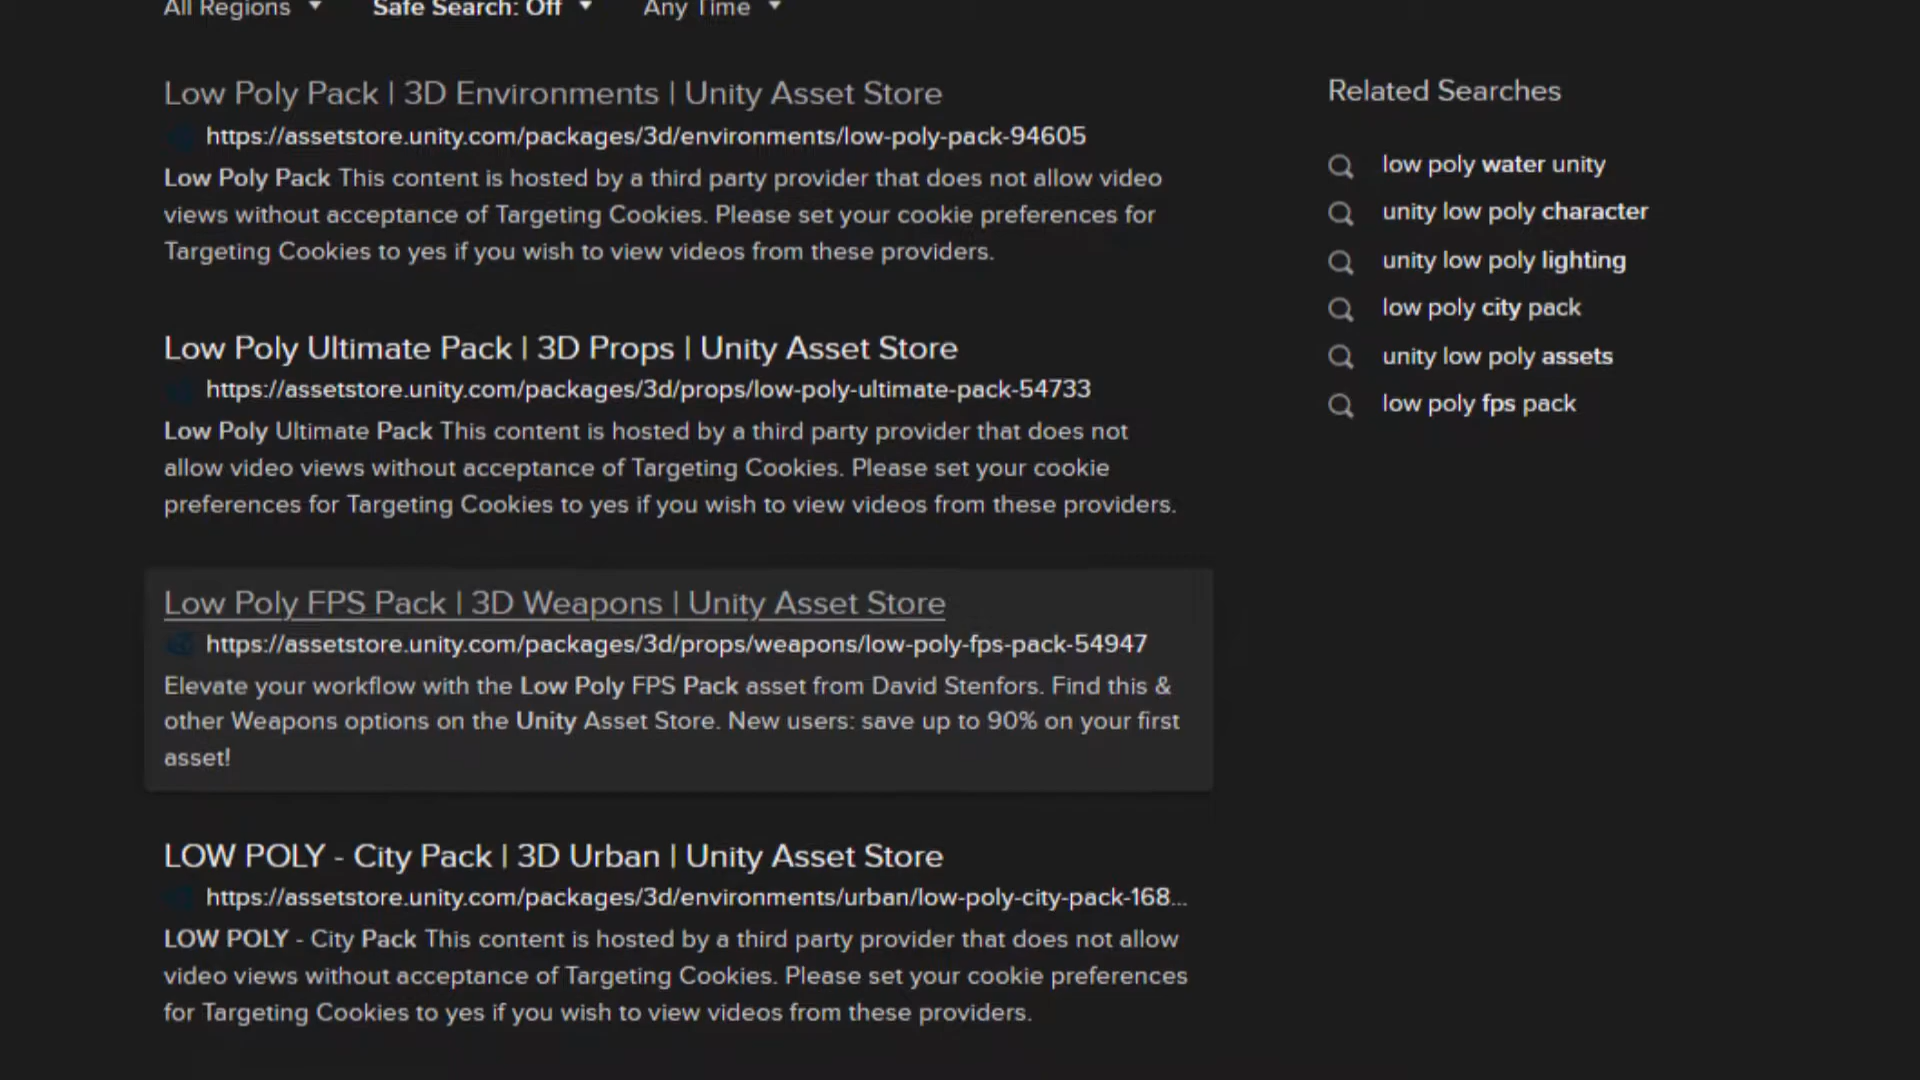 All Regions Safe Search: Off Any Time
Low Poly Pack | 3D Environments | Unity Asset Store
https://assetstore.unity.com/packages/3d/environments/low-poly-pack-94605
Low Poly Pack This content is hosted by a third party provider that does not allow video
views without acceptance of Targeting Cookies. Please set your cookie preferences for
Targeting Cookies to yes if you wish to view videos from these providers.
Low Poly Ultimate Pack | 3D Props | Unity Asset Store
https://assetstore.unity.com/packages/3d/props/low-poly-ultimate-pack-54733
Low Poly Ultimate Pack This content is hosted by a third party provider that does not
allow video views without acceptance of Targeting Cookies. Please set your cookie
preferences for Targeting Cookies to yes if you wish to view videos from these providers.
Low Poly FPS Pack | 3D Weapons | Unity Asset Store
https://assetstore.unity.com/packages/3d/props/weapons/low-poly-fps-pack-54947
Elevate your workflow with the Low Poly FPS Pack asset from David Stenfors. Find this &
other Weapons options on the Unity Asset Store. New users: save up to 90% on your first
asset!
LOW POLY - City Pack | 3D Urban | Unity Asset Store
https://assetstore.unity.com/packages/3d/environments/urban/low-poly-city-pack-168...
LOW POLY - City Pack This content is hosted by a third party provider that does not allow
video views without acceptance of Targeting Cookies. Please set your cookie preferences
for Targeting Cookies to yes if you wish to view videos from these providers.
Related Searches
low poly water unity
unity low poly character
unity low poly lighting
low poly city pack
unity low poly assets
low poly fps pack